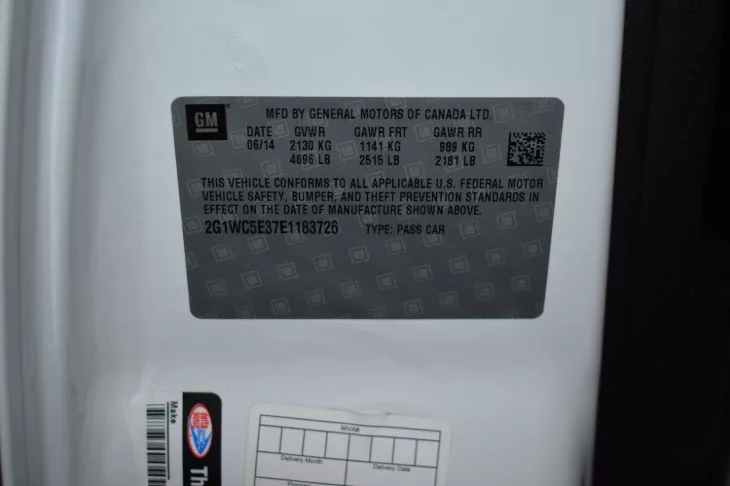 GM
MFD BY GENERAL MOTORS OF CANADA LTD.
DATE GVWR GAWR FRT GAWR RR
06/14 2130 KG 1141 KG 989 KG
4696 LB 2515 LB 2181 LB
THIS VEHICLE CONFORMS TO ALL APPLICABLE U.S. FEDERAL MOTOR
VEHICLE SAFETY, BUMPER, AND THEFT PREVENTION STANDARDS IN
EFFECT ON THE DATE OF MANUFACTURE SHOWN ABOVE.
2G1WC5E37E1183726 TYPE: PASS CAR
Make
Th
MVA#
Delivery Month Delivery Date